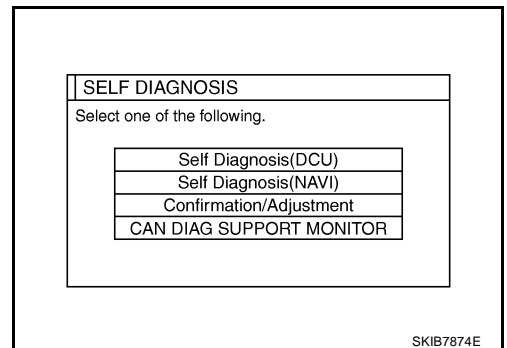 SELF DIAGNOSIS
Select one of the following.
Self Diagnosis(DCU)
Self Diagnosis(NAVI)
Confirmation/Adjustment
CAN DIAG SUPPORT MONITOR
SKIB7874E